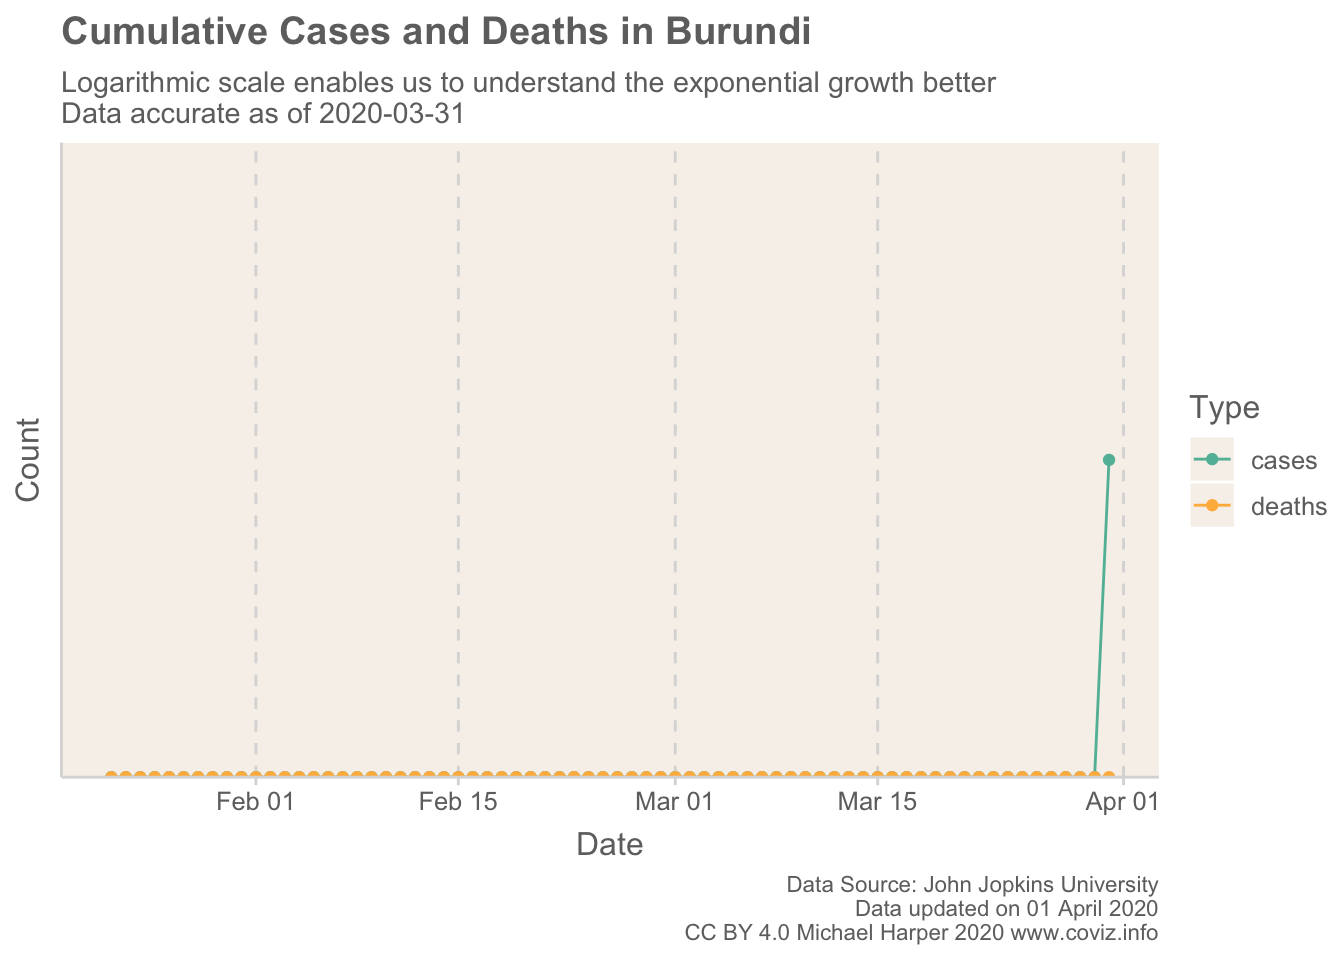 Cumulative Cases and Deaths in Burundi
Logarithmic scale enables us to understand the exponential growth better
Data accurate as of 2020-03-31
Count
Type
cases
deaths
Feb 01
Feb 15
Mar 01
Mar 15
Apr 01
Date
Data Source: John Jopkins University
Data updated on 01 April 2020
CC BY 4.0 Michael Harper 2020 www.coviz.info